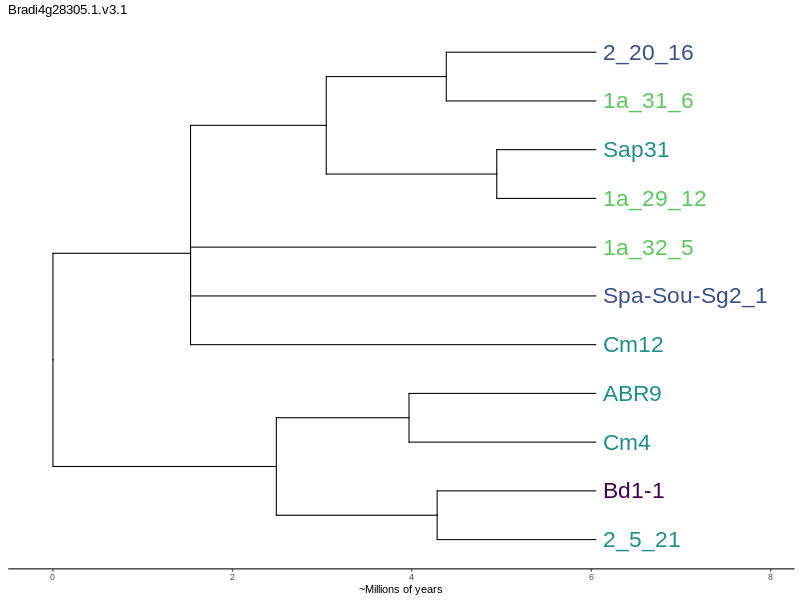 Bradi4g28305.1.v3.1
2_20_16
1a_31_6
Sap31
1a_29_12
1a_32_5
Spa-Sou-Sg2_1
Cm12
ABR9
Cm4
Bd1-1
2_5_21
0 2 4 6 8
~Millions of years